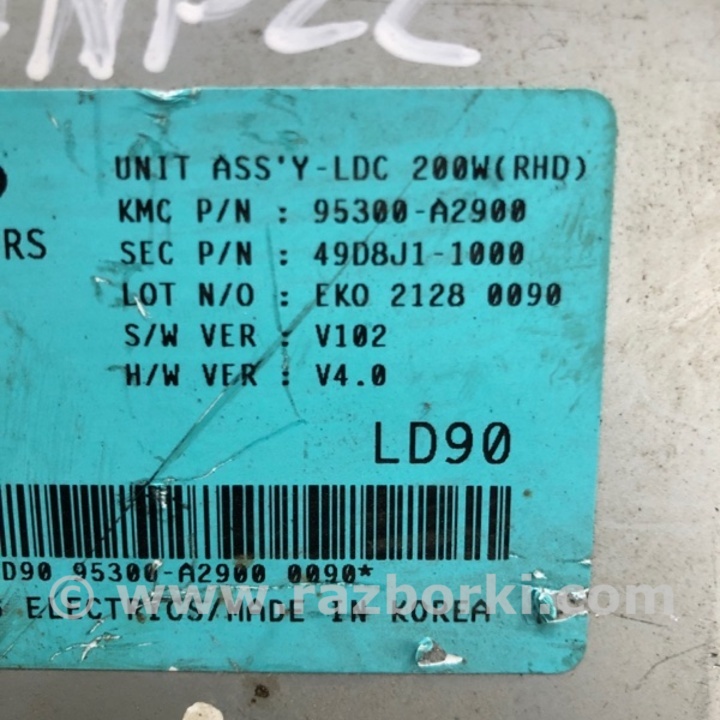 UNIT ASS'Y-LDC 200W(RHD)
KMC P/N : 95300-A2900
RS
SEC P/N : 49D8J1-1000
LOT N/O : EKO 2128 0090
S/W VER : V102
H/W VER : V4.0
LD90
D90 95300-A2900 0090*
© www.razborki.com
S ELECTRICS/MADE IN KOREA